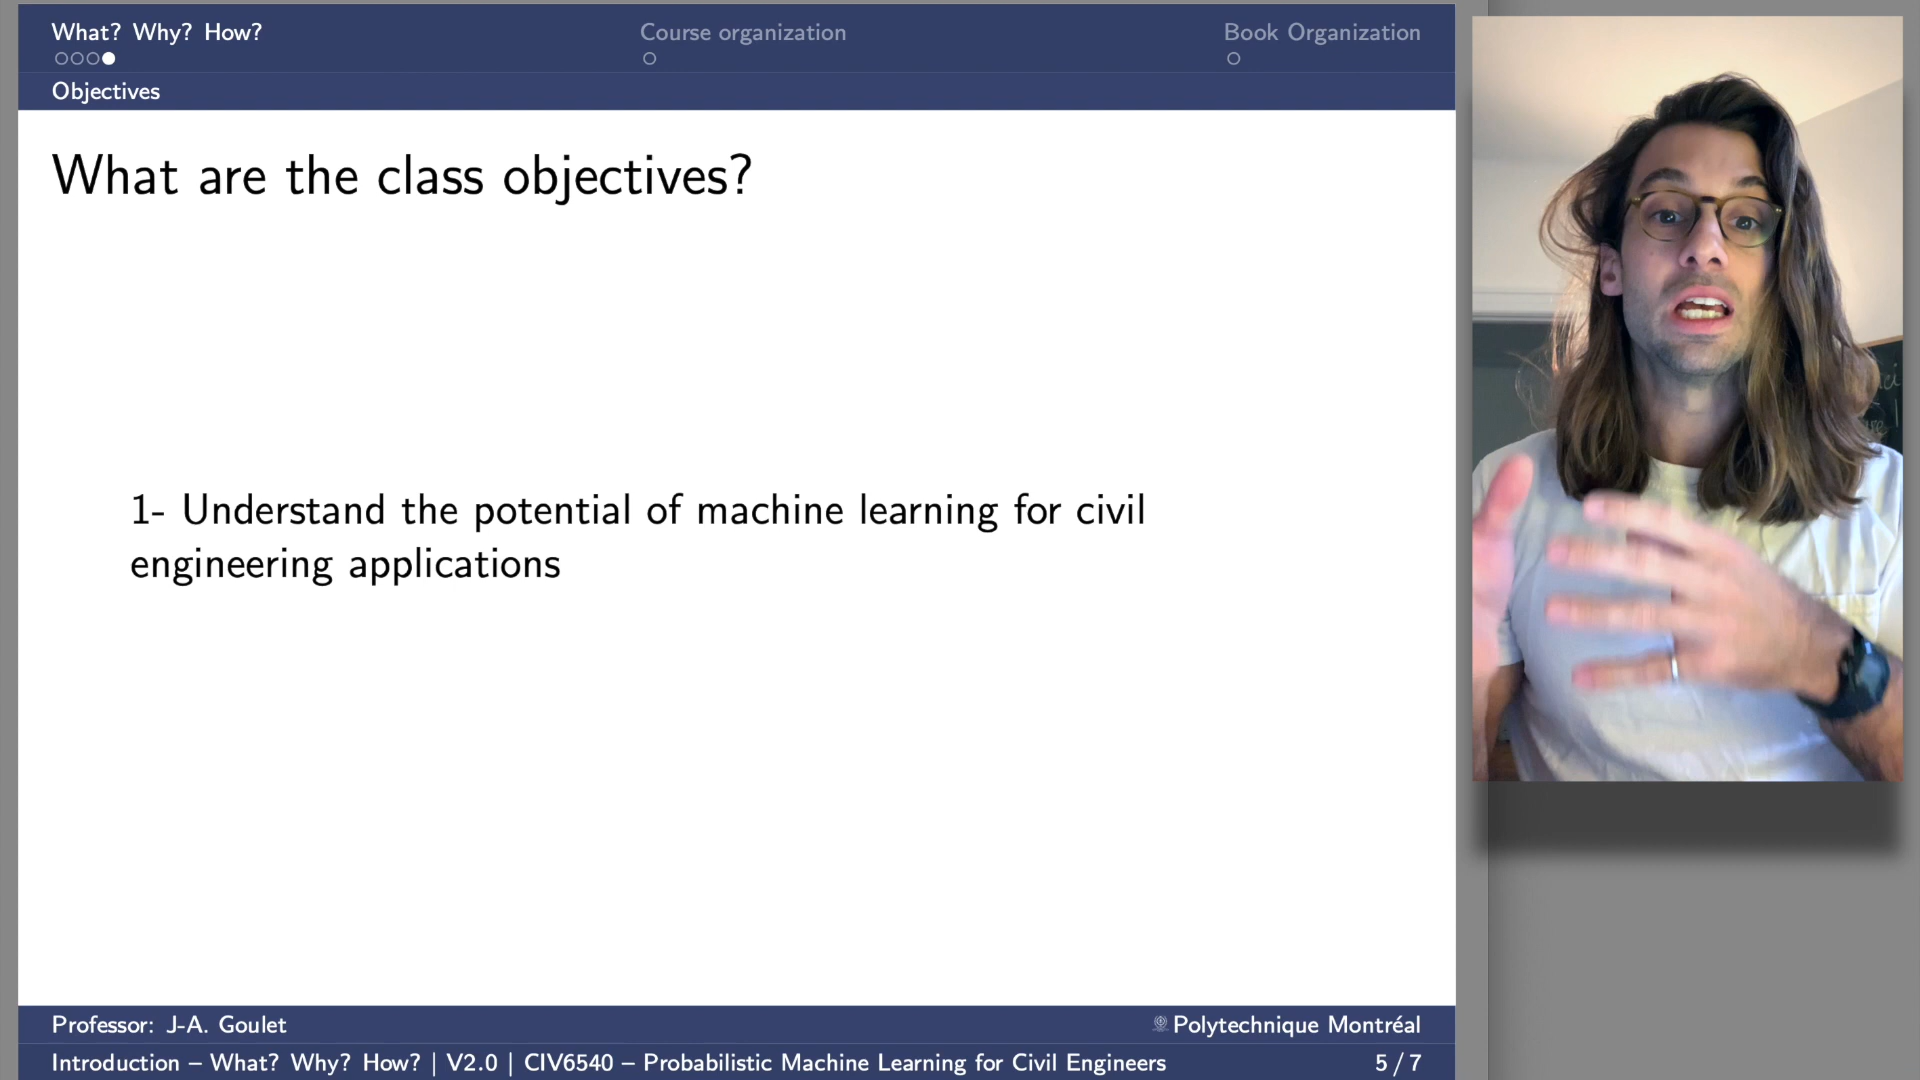 What? Why? How?
Course organization
Book Organization
Objectives
What are the class objectives?
1- Understand the potential of machine learning for civil
engineering applications
Professor: J-A. Goulet
Polytechnique Montréal
Introduction – What? Why? How? | V2.0 | CIV6540 – Probabilistic Machine Learning for Civil Engineers
5 / 7